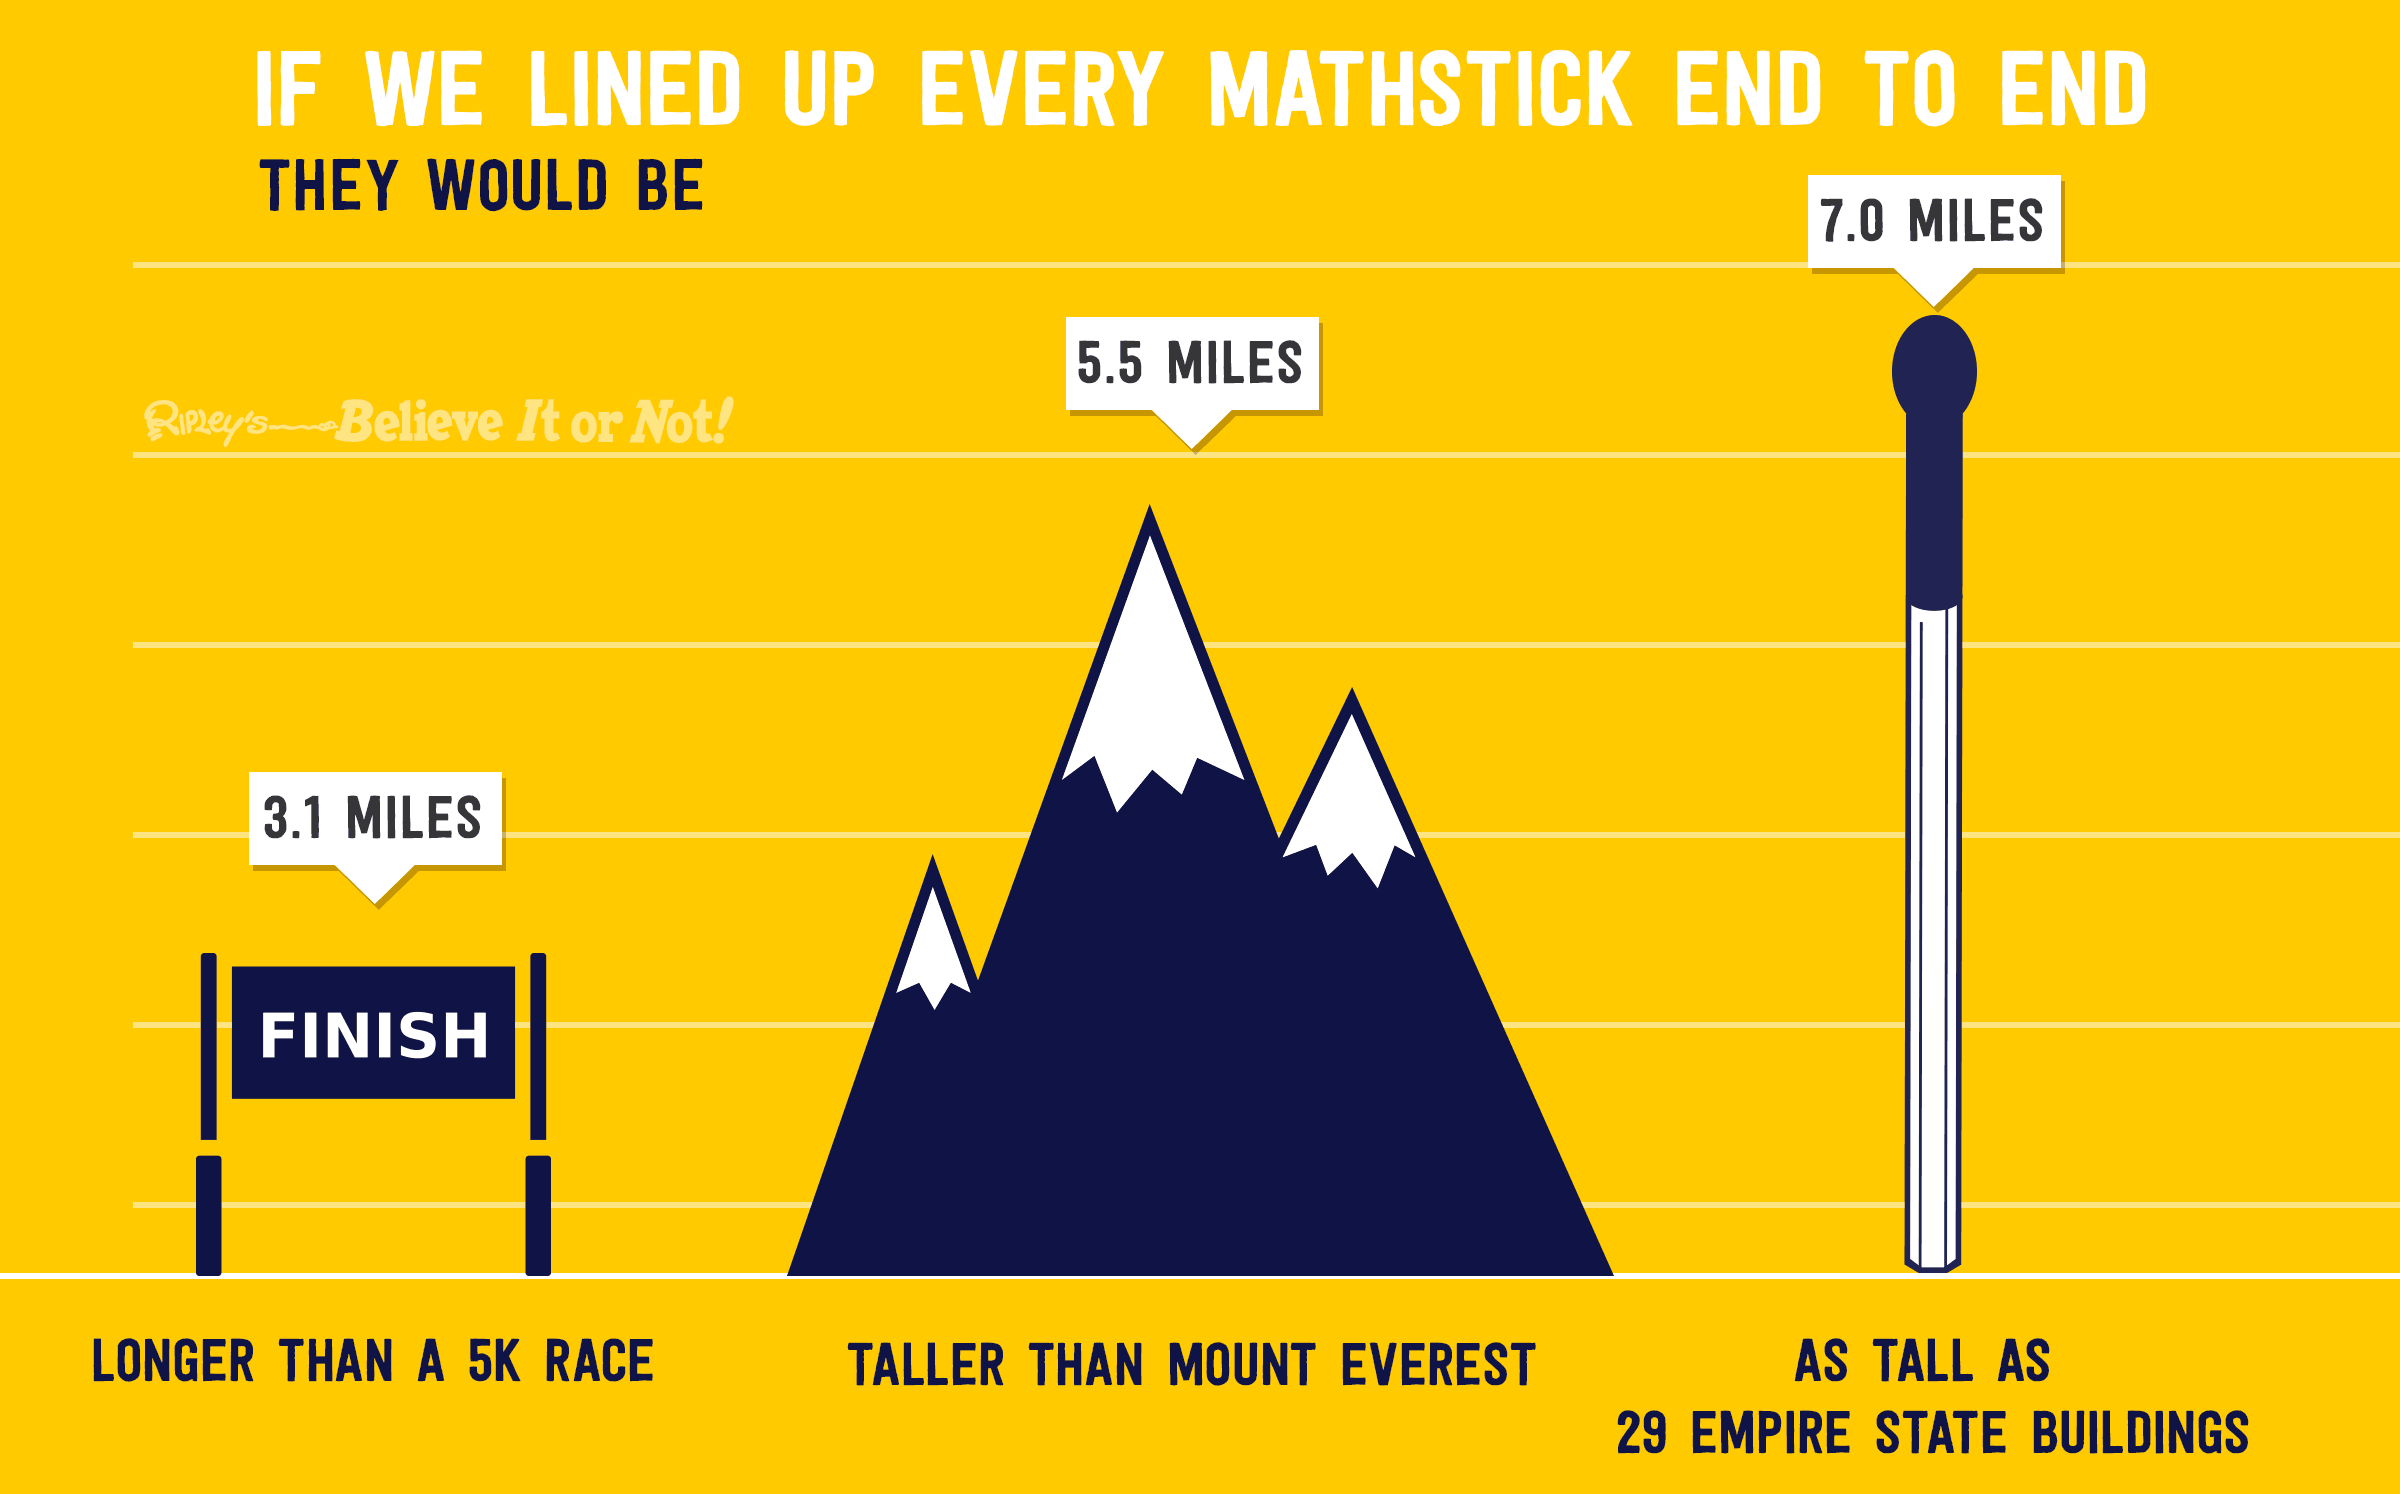 IF WE LINED UP EVERY MATHSTICK END TO END
THEY WOULD BE
7.0 MILES
5.5 MILES
Ripley's Believe It or Not!
3.1 MILES
FINISH
LONGER THAN A 5K RACE
TALLER THAN MOUNT EVEREST
AS TALL AS
29 EMPIRE STATE BUILDINGS